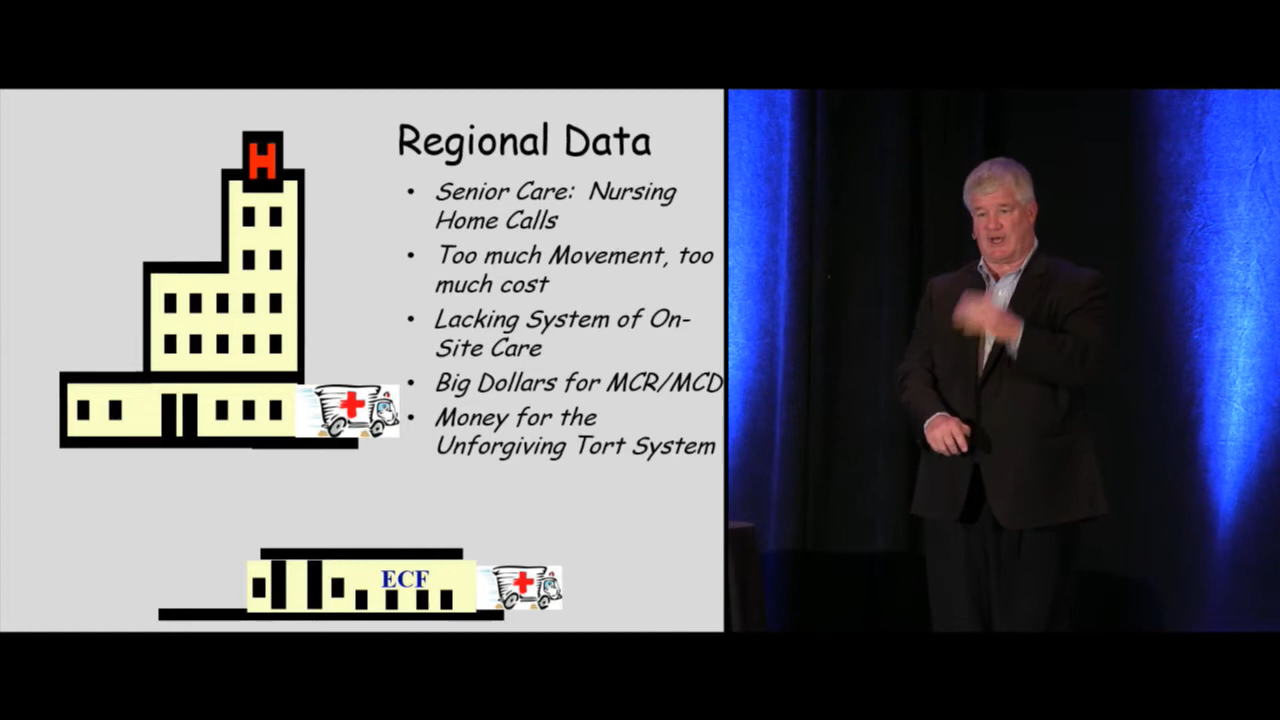 H
Regional Data
• Senior Care: Nursing
Home Calls
• Too much Movement, too
much cost
• Lacking System of On-
Site Care
• Big Dollars for MCR/MCD
• Money for the
Unforgiving Tort System
ECF